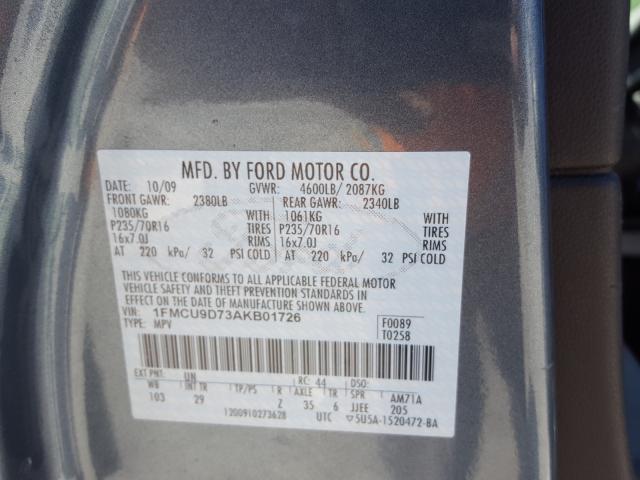 MFD. BY FORD MOTOR CO.
DATE: 10/09 GVWR: 4600LB/ 2087KG
FRONT GAWR: 2380LB REAR GAWR: 2340LB
1080KG WITH 1061KG WITH
P235/70R16 TIRES P235/70R16 TIRES
16x7.0J RIMS 16x7.0J RIMS
AT 220 kPa/ 32 PSI COLD AT 220 kPa/ 32 PSI COLD
THIS VEHICLE CONFORMS TO ALL APPLICABLE FEDERAL MOTOR
VEHICLE SAFETY AND THEFT PREVENTION STANDARDS IN
EFFECT ON THE DATE OF MANUFACTURE SHOWN ABOVE.
VIN: 1FMCU9D73AKB01726 F0089
TYPE: MPV T0258
EXT PNT: UN RC: 44 DSO:
WB INT TR TP/PS R AXLE TR SPR AM71A
103 29 Z 35 6 JJEE 205
1200910273628 UTC ▽5U5A-1520472-BA